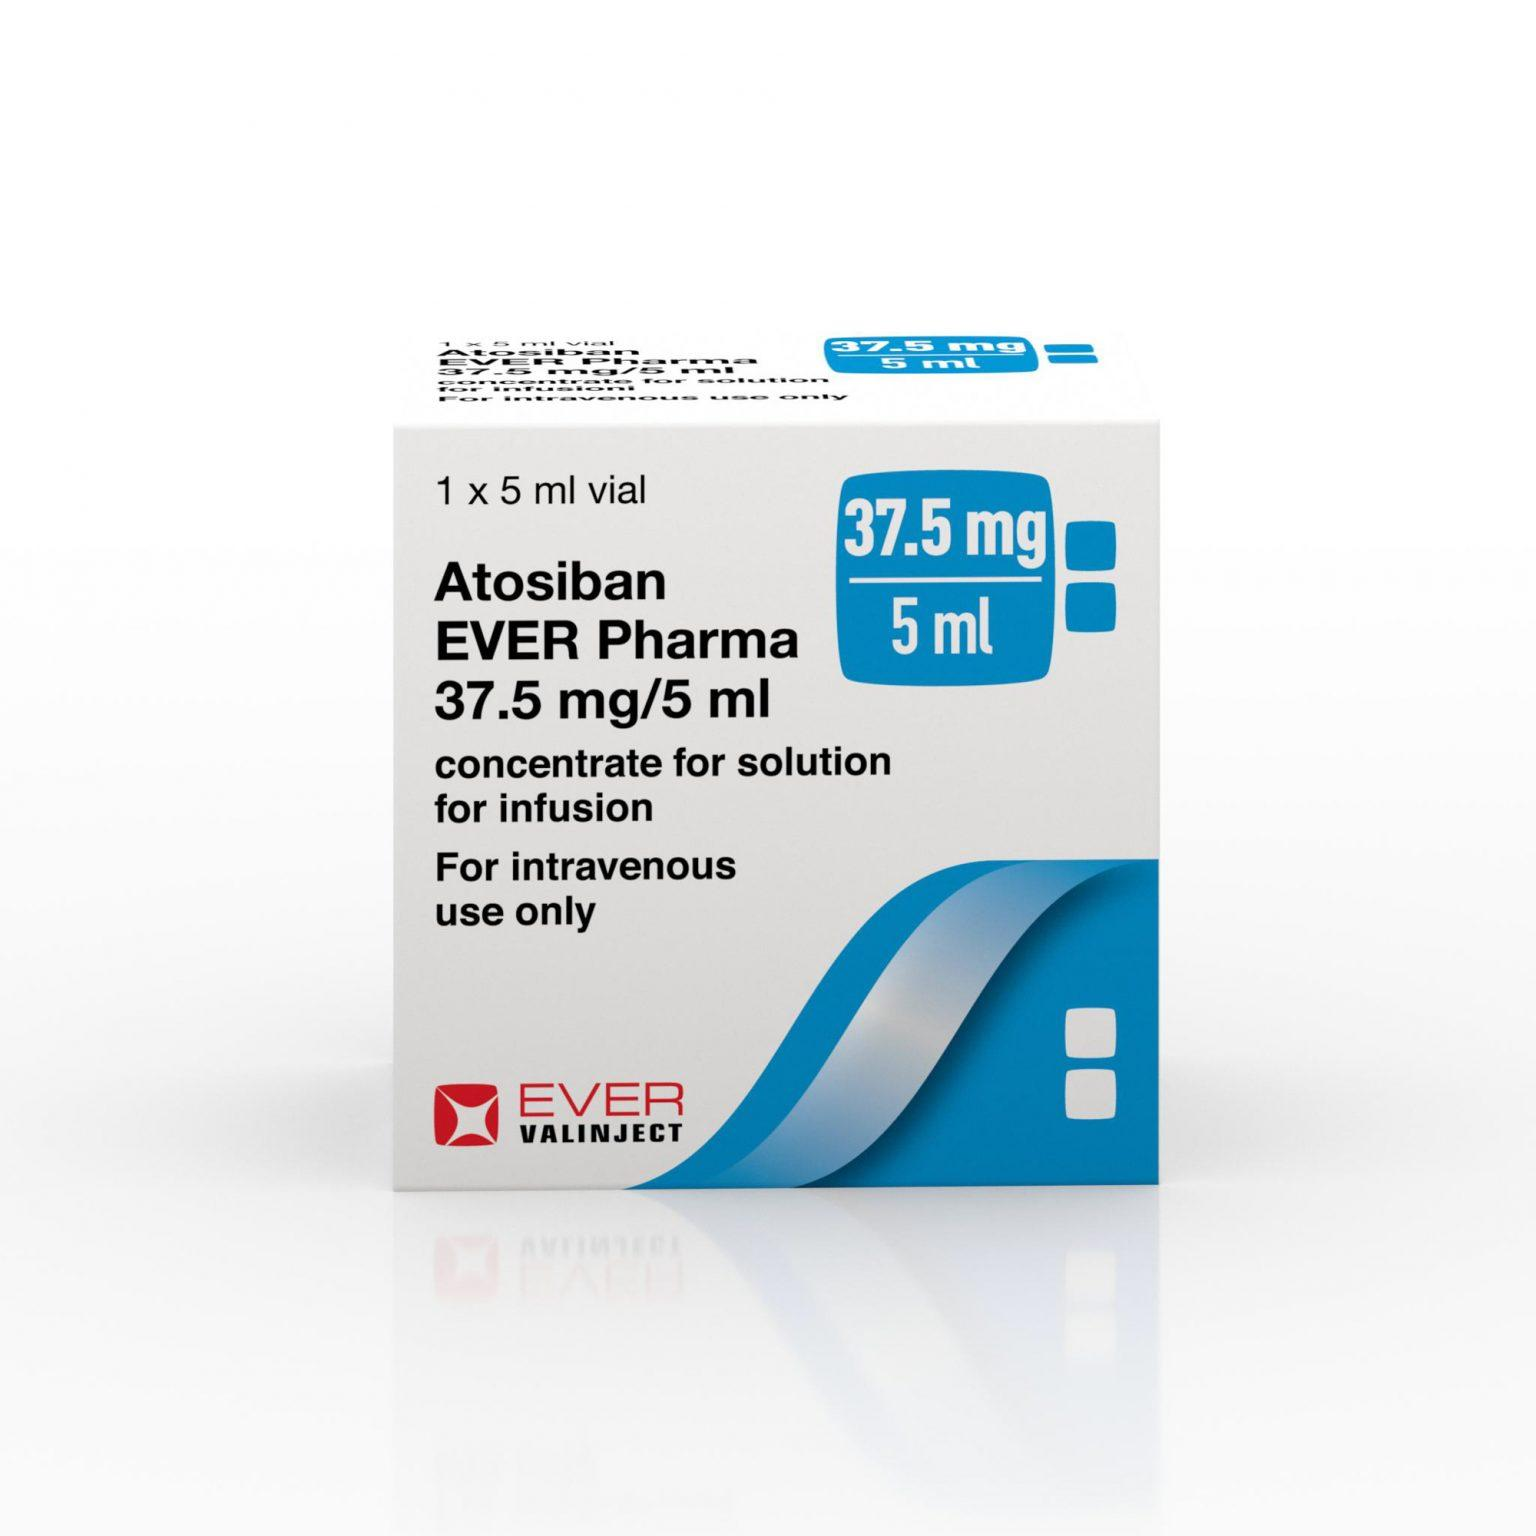 1 x 5 ml vial
Atosiban
EVER Pharma
37.5 mg/5 ml
concentrate for solution
for infusioni
For intravenous use only
37.5 mg
5 ml
1 x 5 ml vial
Atosiban
EVER Pharma
37.5 mg/5 ml
concentrate for solution
for infusion
For intravenous
use only
37.5 mg
5 ml
EVER
VALINJECT